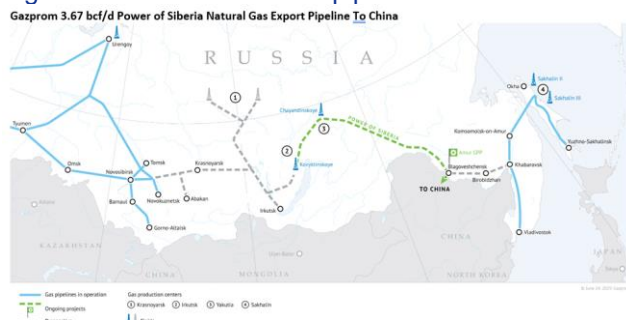 Gazprom 3.67 bcf/d Power of Siberia Natural Gas Export Pipeline To China
RUSSIA
Urengoy
1
Chayandinskoye
3
POWER OF SIBERIA
2
Kovyktinskoye
Tyumen
Omsk
Tomsk
Novosibirsk
Krasnoyarsk
Barnaul
Novokuznetsk
Abakan
Gorno-Altaisk
Irkutsk
Amur GPP
Blagoveshchensk
Birobidzhan
TO CHINA
Okha
Sakhalin II
4
Sakhalin III
Komsomolsk-on-Amur
Yuzhno-Sakhalinsk
Khabarovsk
Vladivostok
KAZAKHSTAN
CHINA
MONGOLIA
CHINA
NORTH KOREA
JAPAN
Gas pipelines in operation
Ongoing projects
Gas production centers
1 Krasnoyarsk 2 Irkutsk 3 Yakutia 4 Sakhalin